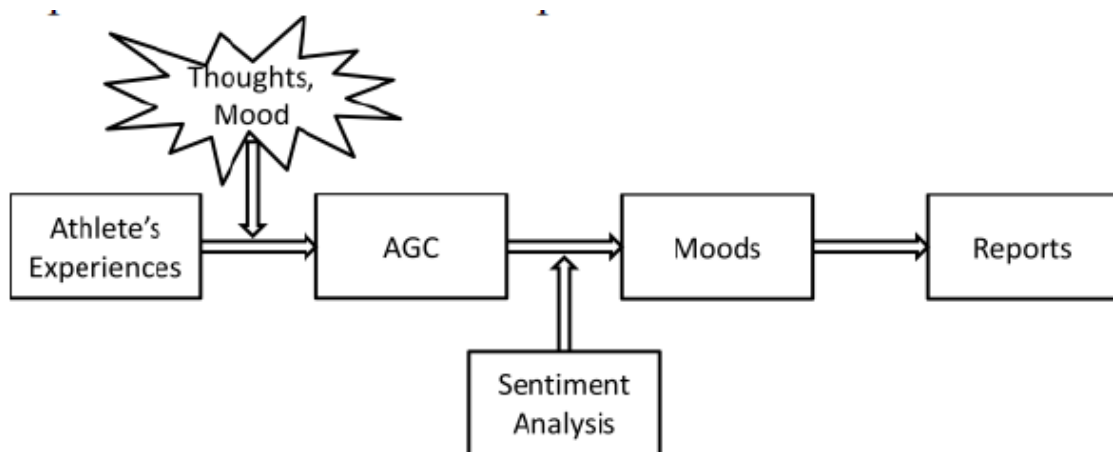 Thoughts,
Mood
Athlete's
Experiences
AGC
Moods
Reports
Sentiment
Analysis